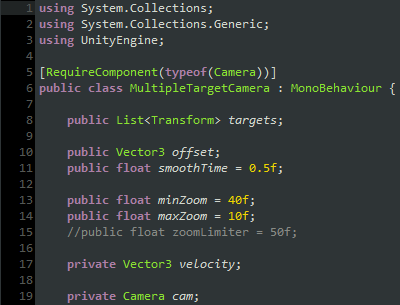 1 using System.Collections;
2 using System.Collections.Generic;
3 using UnityEngine;
4
5 [RequireComponent(typeof(Camera))]
6 public class MultipleTargetCamera : MonoBehaviour {
7
8 public List<Transform> targets;
9
10 public Vector3 offset;
11 public float smoothTime = 0.5f;
12
13 public float minZoom = 40f;
14 public float maxZoom = 10f;
15 //public float zoomLimiter = 50f;
16
17 private Vector3 velocity;
18
19 private Camera cam;